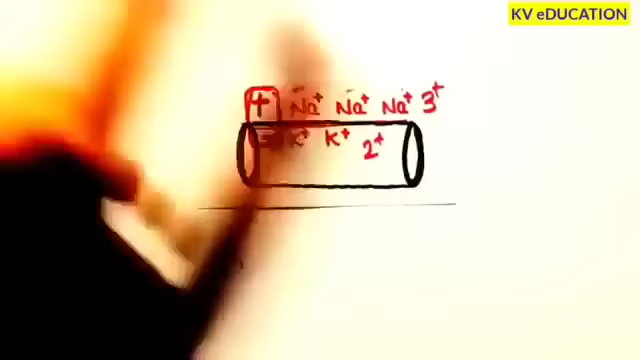 KV eDUCATION
+ Na⁺ Na⁺ Na⁺ 3⁺
K⁺ K⁺ 2⁺